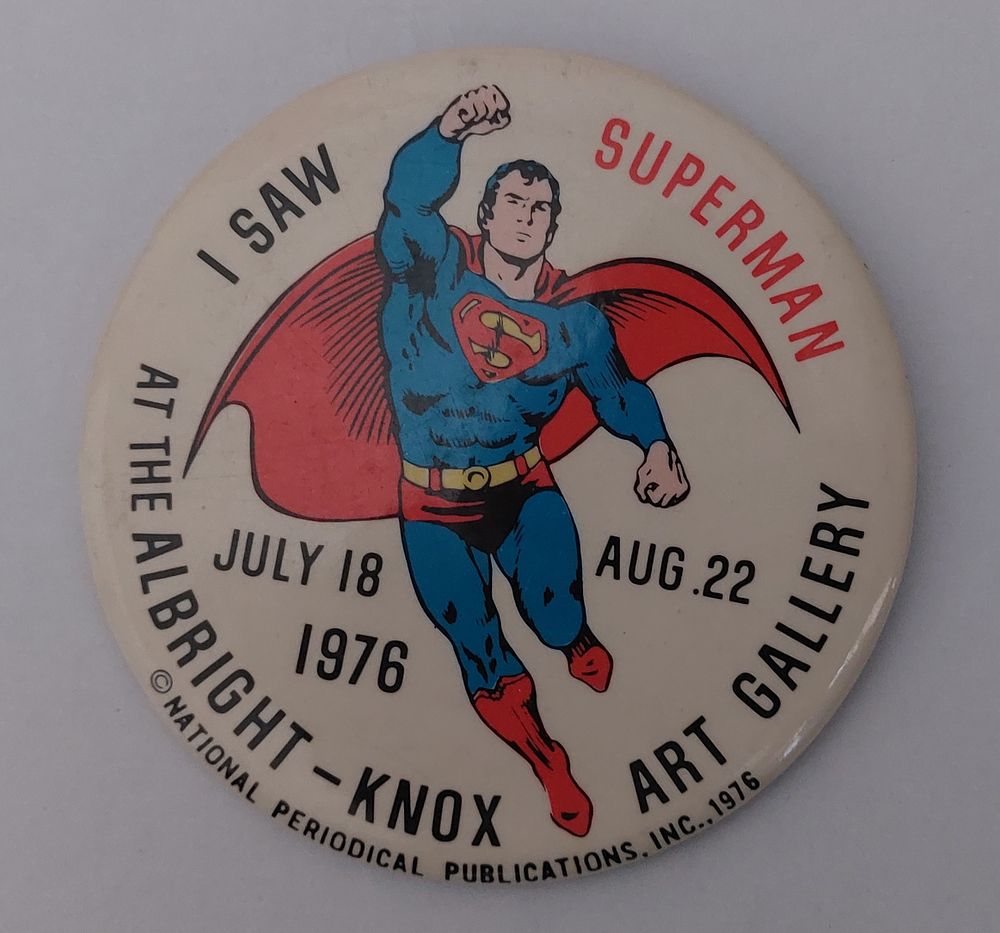 I SAW SUPERMAN
AT THE ALBRIGHT-KNOX ART GALLERY
JULY 18 AUG.22
1976
© NATIONAL PERIODICAL PUBLICATIONS, INC., 1976
S